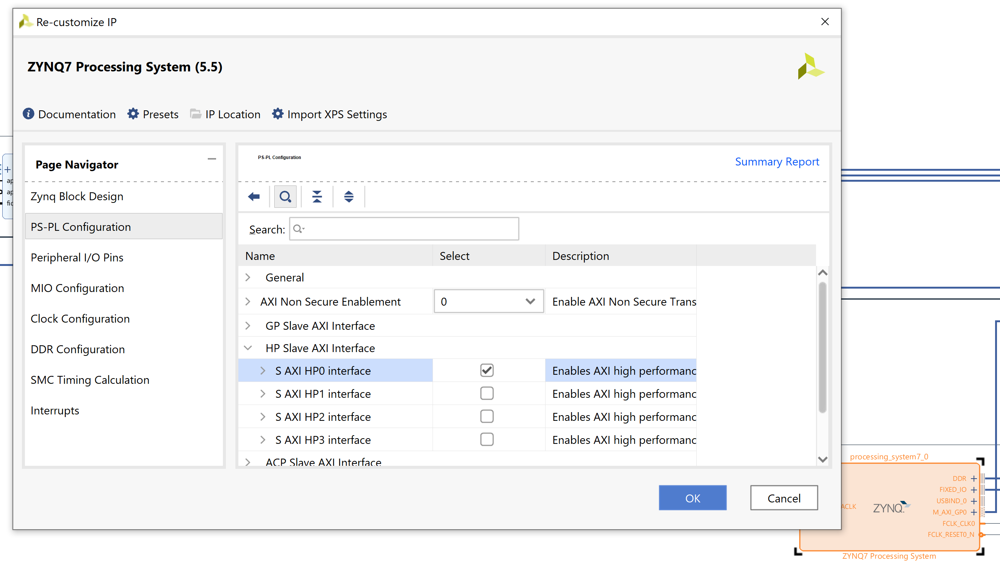 Re-customize IP
ZYNQ7 Processing System (5.5)
Documentation Presets IP Location Import XPS Settings
Page Navigator
Zynq Block Design
PS-PL Configuration
Peripheral I/O Pins
MIO Configuration
Clock Configuration
DDR Configuration
SMC Timing Calculation
Interrupts
PS-PL Configuration
Summary Report
Search:
Name Select Description
General
AXI Non Secure Enablement 0 Enable AXI Non Secure Trans
GP Slave AXI Interface
HP Slave AXI Interface
S AXI HP0 interface Enables AXI high performanc
S AXI HP1 interface Enables AXI high performanc
S AXI HP2 interface Enables AXI high performanc
S AXI HP3 interface Enables AXI high performanc
ACP Slave AXI Interface
OK Cancel
ap
ap
fic
processing_system7_0
DDR
FIXED_IO
USBIND_0
M_AXI_GP0
FCLK_CLK0
FCLK_RESET0_N
ACLK
ZYNQ
ZYNQ7 Processing System